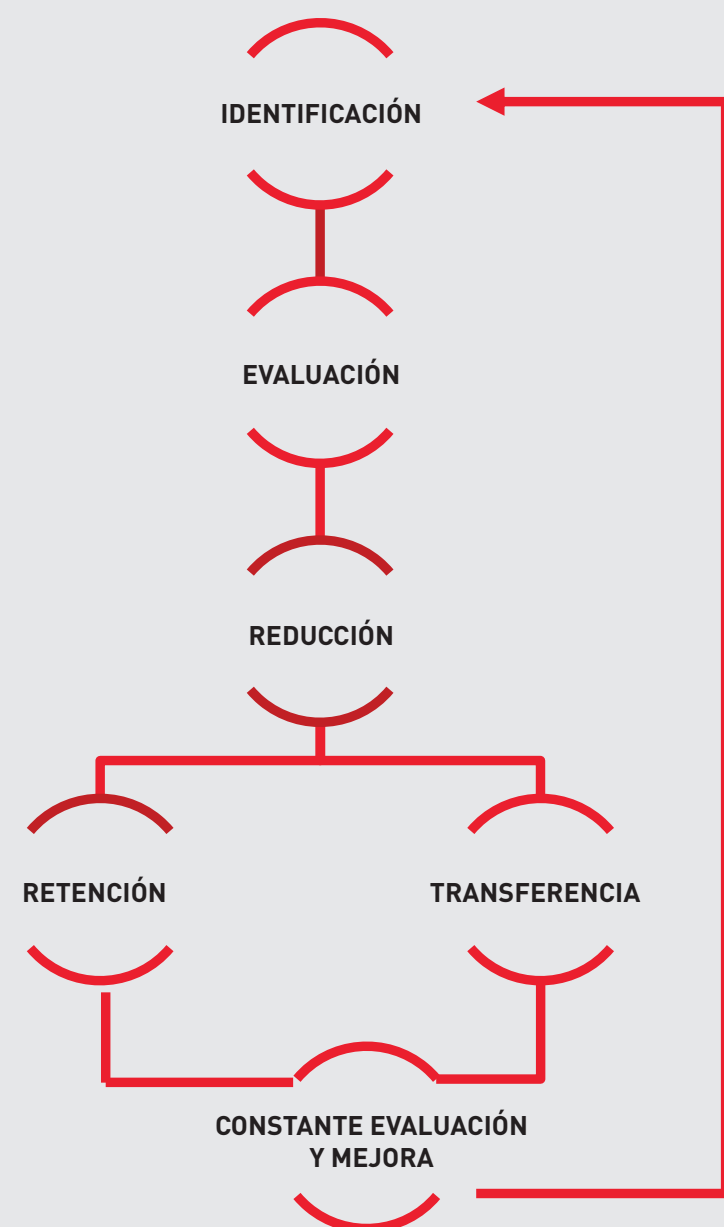 IDENTIFICACIÓN
EVALUACIÓN
REDUCCIÓN
RETENCIÓN
TRANSFERENCIA
CONSTANTE EVALUACIÓN
Y MEJORA